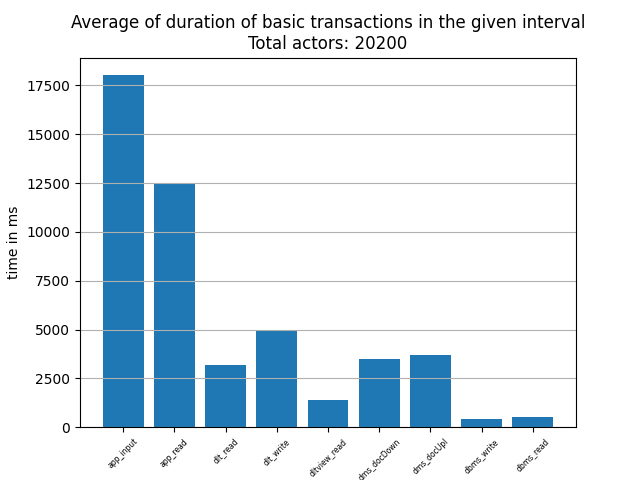 Average of duration of basic transactions in the given interval
Total actors: 20200
17500
15000
12500
10000
7500
5000
2500
0
time in ms
app_input
app_read
dlt_read
dlt_write
dltview_read
dms_docDown
dms_docUpl
dbms_write
dbms_read